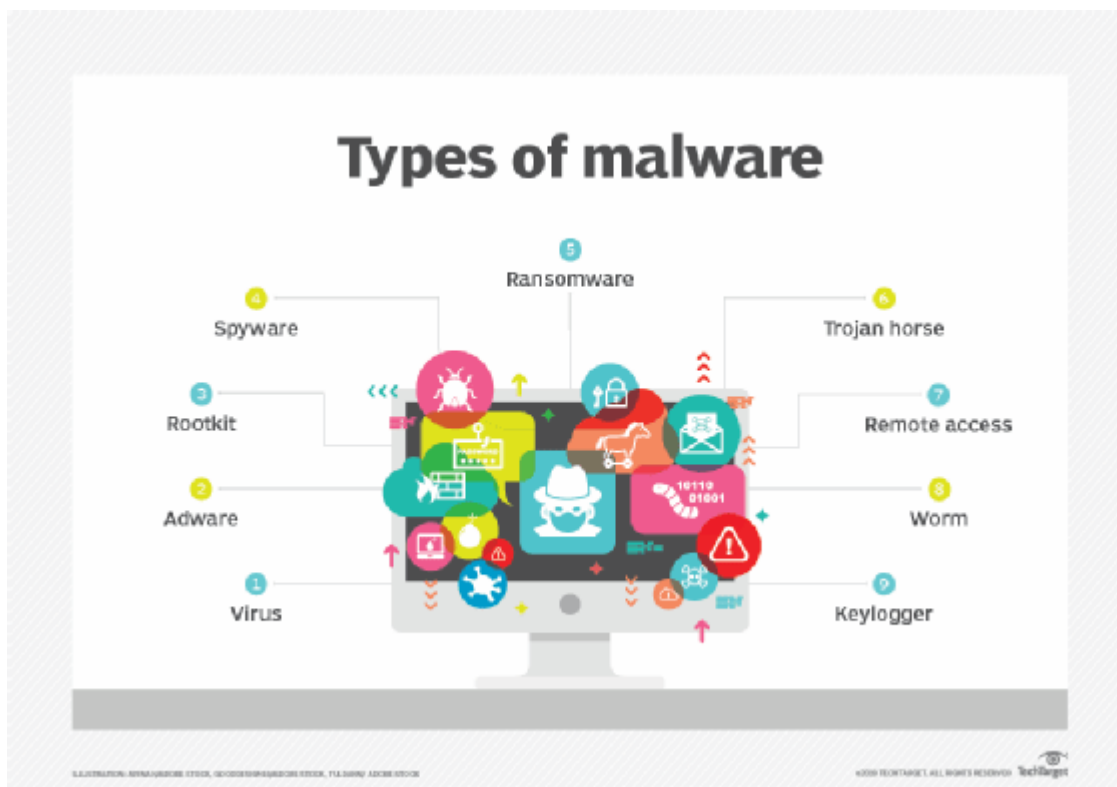 Types of malware
5
Ransomware
4
Spyware
6
Trojan horse
3
Rootkit
7
Remote access
2
Adware
8
Worm
1
Virus
9
Keylogger
10110
01001
TechTarget